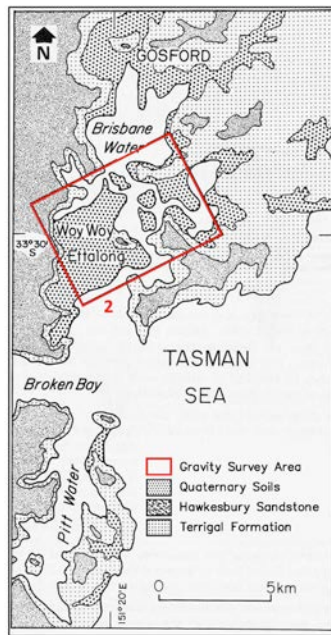 N
GOSFORD
Brisbane
Water
Woy Woy
Ettalong
33°30'
S
2
TASMAN
SEA
Broken Bay
Pitt Water
Gravity Survey Area
Quaternary Soils
Hawkesbury Sandstone
Terrigal Formation
0 5km
151°20'E